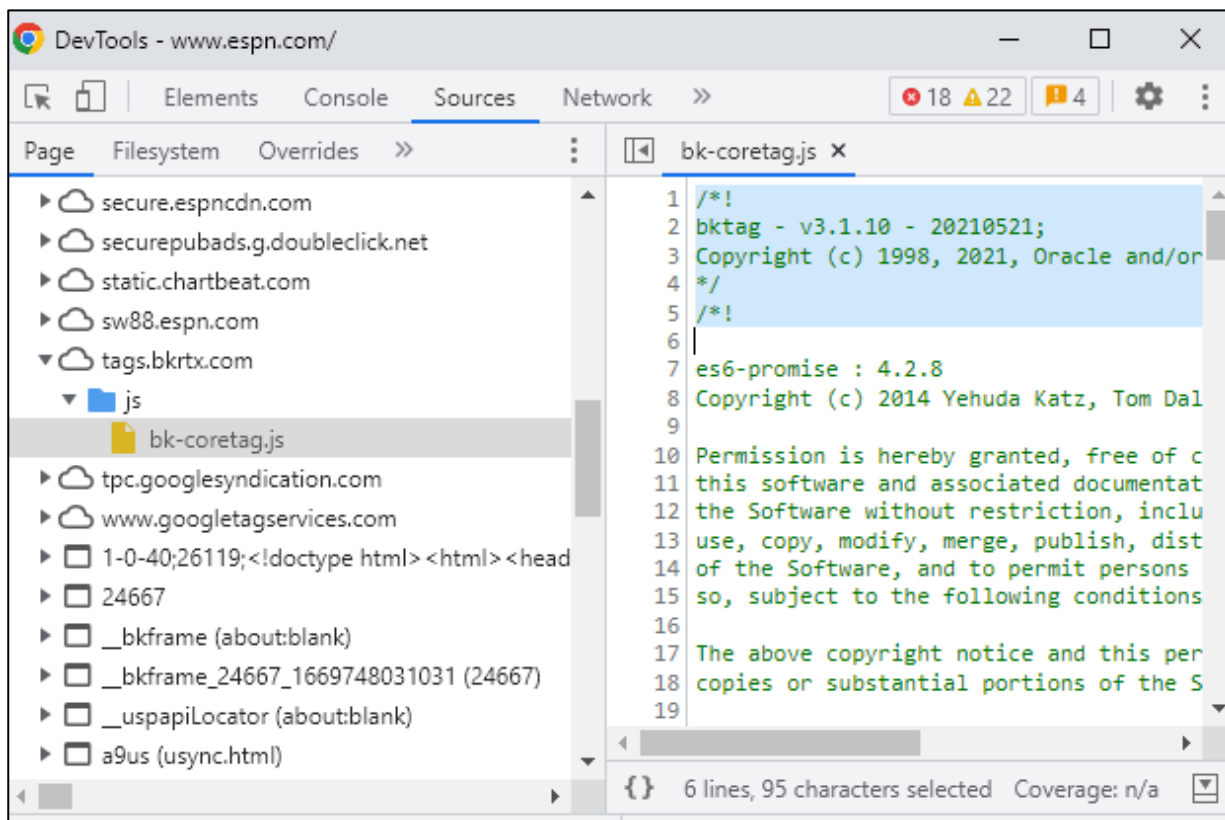 DevTools - www.espn.com/
Elements Console Sources Network » 18 22 4
Page Filesystem Overrides » bk-coretag.js ×
secure.espncdn.com
securepubads.g.doubleclick.net
static.chartbeat.com
sw88.espn.com
tags.bkrtx.com
js
bk-coretag.js
tpc.googlesyndication.com
www.googletagservices.com
1-0-40;26119;<!doctype html><html><head
24667
__bkframe (about:blank)
__bkframe_24667_1669748031031 (24667)
__uspapiLocator (about:blank)
a9us (usync.html)
1 /*!
2 bktag - v3.1.10 - 20210521;
3 Copyright (c) 1998, 2021, Oracle and/or
4 */
5 /*!
6
7 es6-promise : 4.2.8
8 Copyright (c) 2014 Yehuda Katz, Tom Dal
9
10 Permission is hereby granted, free of c
11 this software and associated documentat
12 the Software without restriction, inclu
13 use, copy, modify, merge, publish, dist
14 of the Software, and to permit persons
15 so, subject to the following conditions
16
17 The above copyright notice and this per
18 copies or substantial portions of the S
19
{} 6 lines, 95 characters selected Coverage: n/a